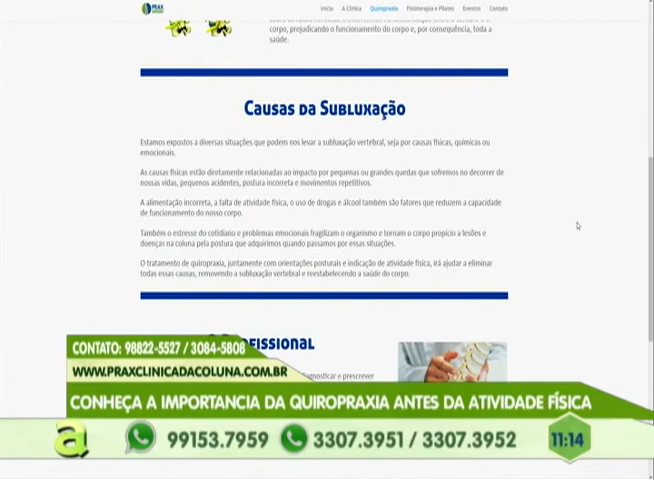 PRAX
Início A Clínica Quiropraxia Fisioterapia e Pilates Eventos Contato
corpo, prejudicando o funcionamento do corpo e, por consequência, toda a
saúde.
Causas da Subluxação
Estamos expostos a diversas situações que podem nos levar a subluxação vertebral, seja por causas físicas, químicas ou
emocionais.
As causas físicas estão diretamente relacionadas ao impacto por pequenas ou grandes quedas que sofremos no decorrer de
nossas vidas, pequenos acidentes, postura incorreta e movimentos repetitivos.
A alimentação incorreta, a falta de atividade física, o uso de drogas e álcool também são fatores que reduzem a capacidade
de funcionamento do nosso corpo.
Também o estresse do cotidiano e problemas emocionais fragilizam o organismo e tornam o corpo propício a lesões e
doenças na coluna pela postura que adquirimos quando passamos por essas situações.
O tratamento de quiropraxia, juntamente com orientações posturais e indicação de atividade física, irá ajudar a eliminar
todas essas causas, removendo a subluxação vertebral e reestabelecendo a saúde do corpo.
ofissional
CONTATO: 98822-5527 / 3084-5808
agnosticar e prescrever
WWW.PRAXCLINICADACOLUNA.COM.BR
CONHEÇA A IMPORTANCIA DA QUIROPRAXIA ANTES DA ATIVIDADE FÍSICA
a 99153.7959 3307.3951 / 3307.3952 11:14